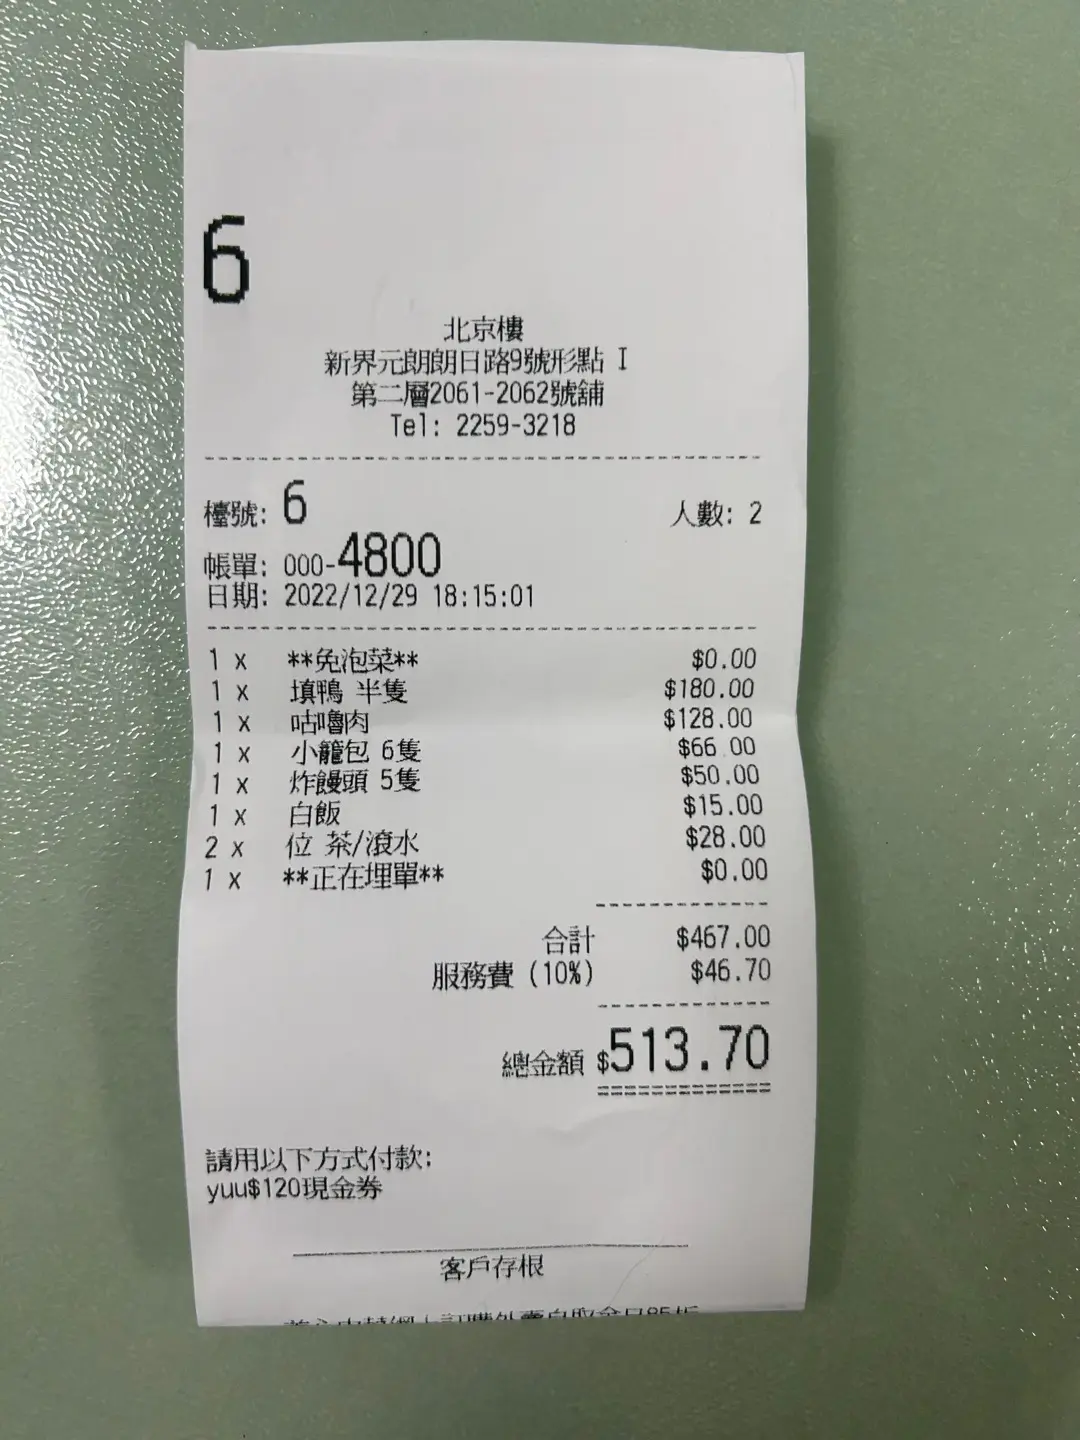 6
北京樓
新界元朗朗日路9號形點 I
第二層2061-2062號舖
Tel: 2259-3218
檯號: 6 人數: 2
帳單: 000-4800
日期: 2022/12/29 18:15:01
1 x **免泡菜** $0.00
1 x 填鴨 半隻 $180.00
1 x 咕嚕肉 $128.00
1 x 小籠包 6隻 $66.00
1 x 炸饅頭 5隻 $50.00
1 x 白飯 $15.00
2 x 位 茶/滾水 $28.00
1 x **正在埋單** $0.00
合計 $467.00
服務費 (10%) $46.70
總金額 $513.70
請用以下方式付款:
yuu$120現金券
客戶存根